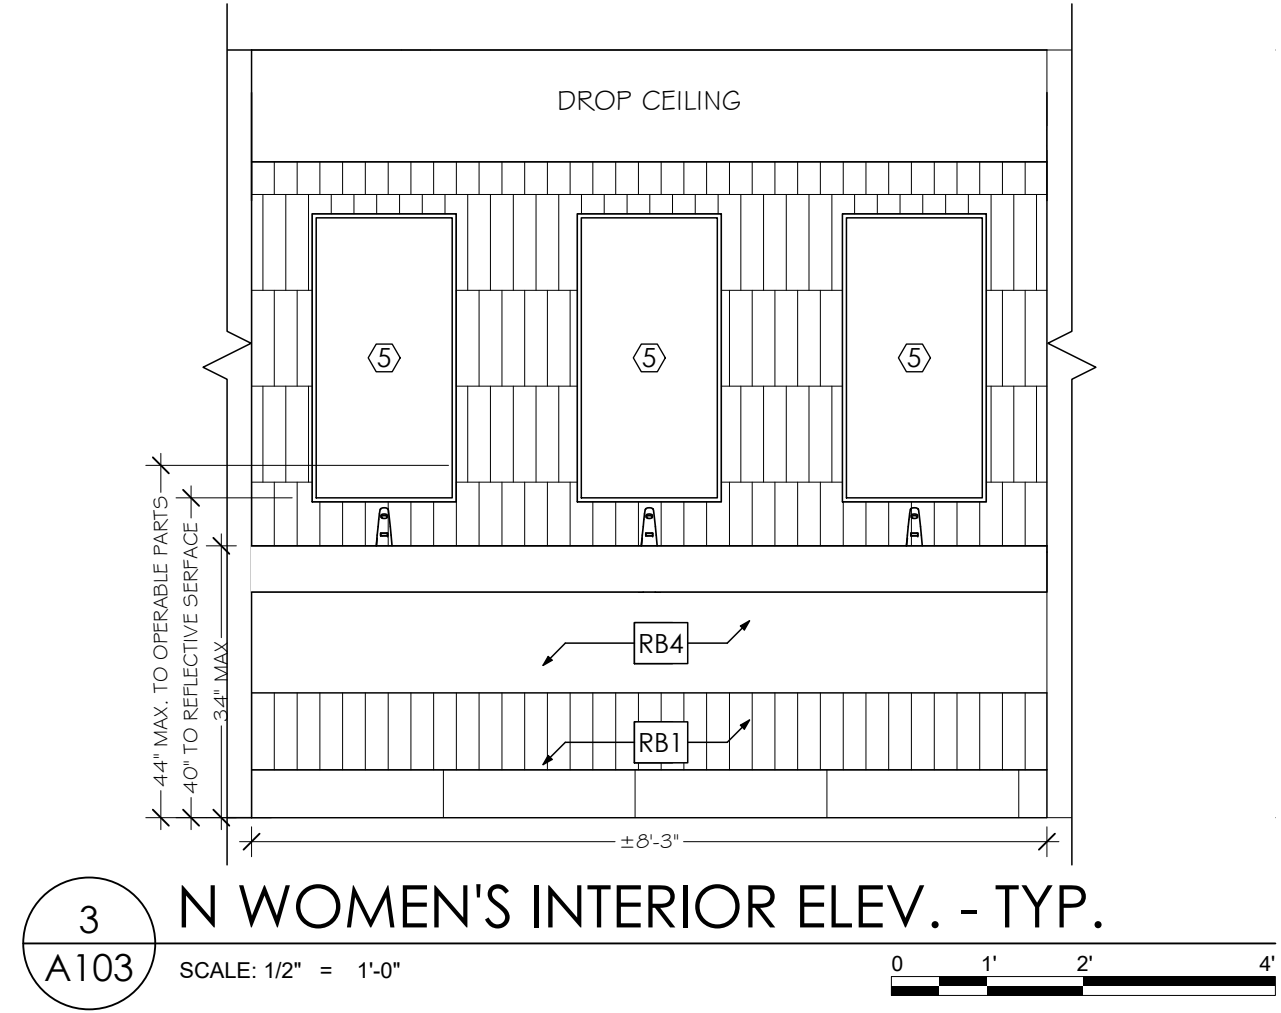 DROP CEILING
5
5
5
44" MAX. TO OPERABLE PARTS
40" TO REFLECTIVE SERFACE
34" MAX
RB4
RB1
±8'-3"
3
A103
N WOMEN'S INTERIOR ELEV. - TYP.
SCALE: 1/2" = 1'-0"
0 1' 2' 4'